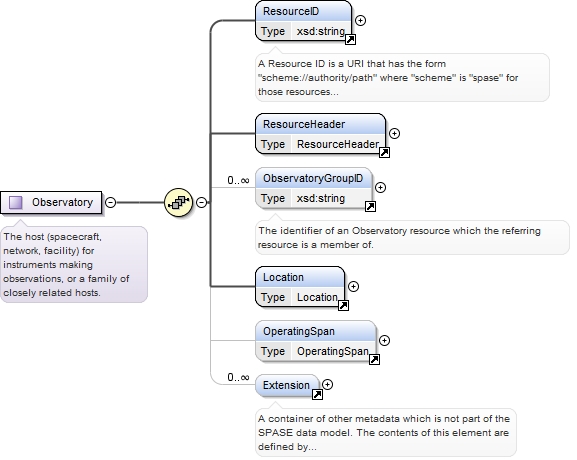 ResourceID
Type xsd:string
A Resource ID is a URI that has the form
"scheme://authority/path" where "scheme" is "spase" for
those resources...
ResourceHeader
Type ResourceHeader
0..∞
ObservatoryGroupID
Type xsd:string
The identifier of an Observatory resource which the referring
resource is a member of.
Observatory
The host (spacecraft,
network, facility) for
instruments making
observations, or a family of
closely related hosts.
Location
Type Location
OperatingSpan
Type OperatingSpan
0..∞
Extension
A container of other metadata which is not part of the
SPASE data model. The contents of this element are
defined by...